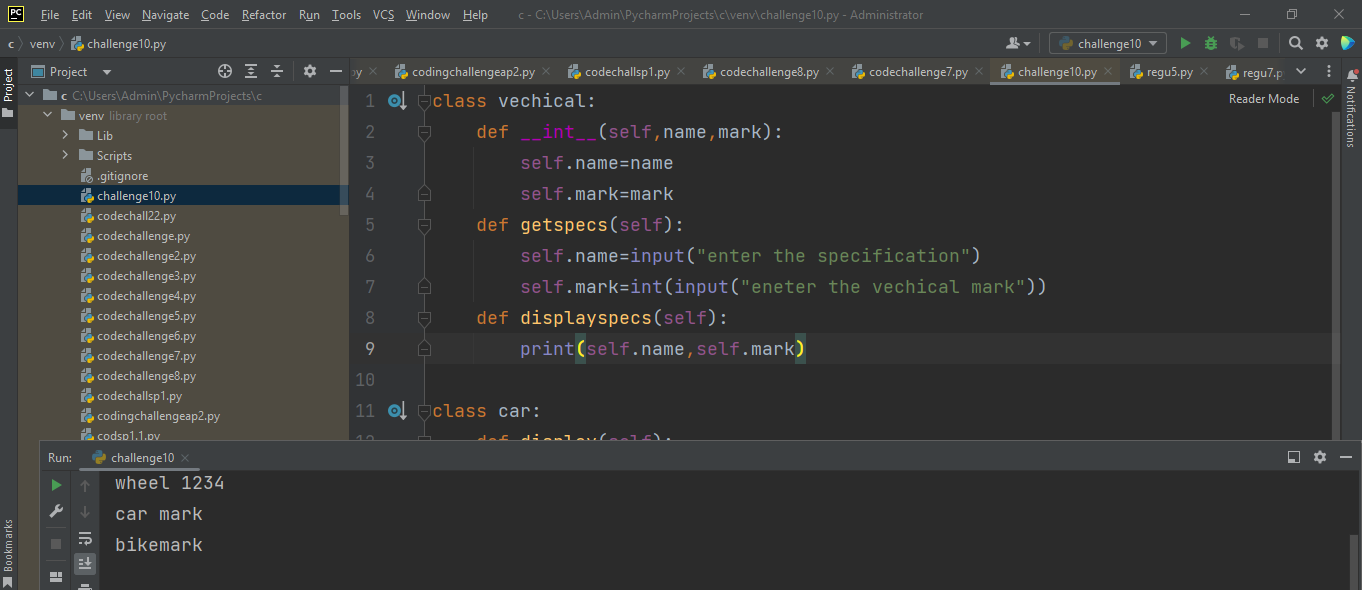 PC File Edit View Navigate Code Refactor Run Tools VCS Window Help c - C:\Users\Admin\PycharmProjects\c\venv\challenge10.py - Administrator
c venv challenge10.py challenge10
Project py codingchallengeap2.py codechallsp1.py codechallenge8.py codechallenge7.py challenge10.py regu5.py regu7.p
Project
Notifications
Bookmarks
c C:\Users\Admin\PycharmProjects\c
venv library root
Lib
Scripts
.gitignore
challenge10.py
codechall22.py
codechallenge.py
codechallenge2.py
codechallenge3.py
codechallenge4.py
codechallenge5.py
codechallenge6.py
codechallenge7.py
codechallenge8.py
codechallsp1.py
codingchallengeap2.py
codsp1.1.py
Reader Mode
1 class vechical:
2 def __int__(self,name,mark):
3 self.name=name
4 self.mark=mark
5 def getspecs(self):
6 self.name=input("enter the specification")
7 self.mark=int(input("eneter the vechical mark"))
8 def displayspecs(self):
9 print(self.name,self.mark)
10
11 class car:
12 def display(self):
Run: challenge10
wheel 1234
car mark
bikemark